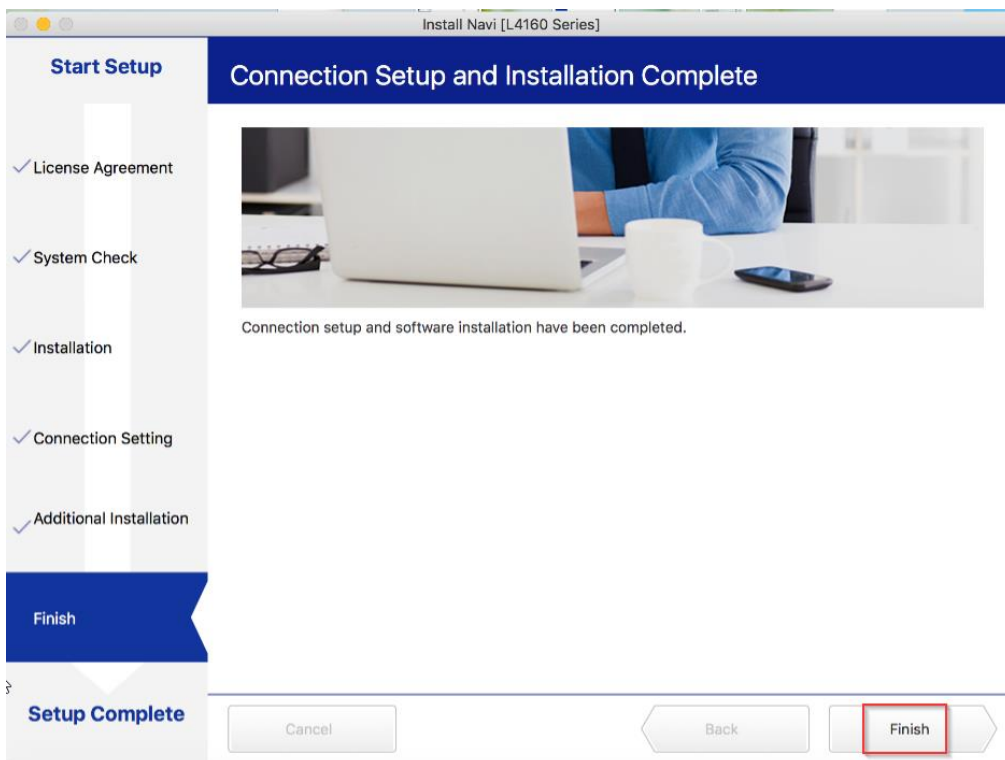 Install Navi [L4160 Series]
Start Setup
Connection Setup and Installation Complete
License Agreement
System Check
Installation
Connection Setting
Additional Installation
Finish
Setup Complete
Connection setup and software installation have been completed.
Cancel
Back
Finish